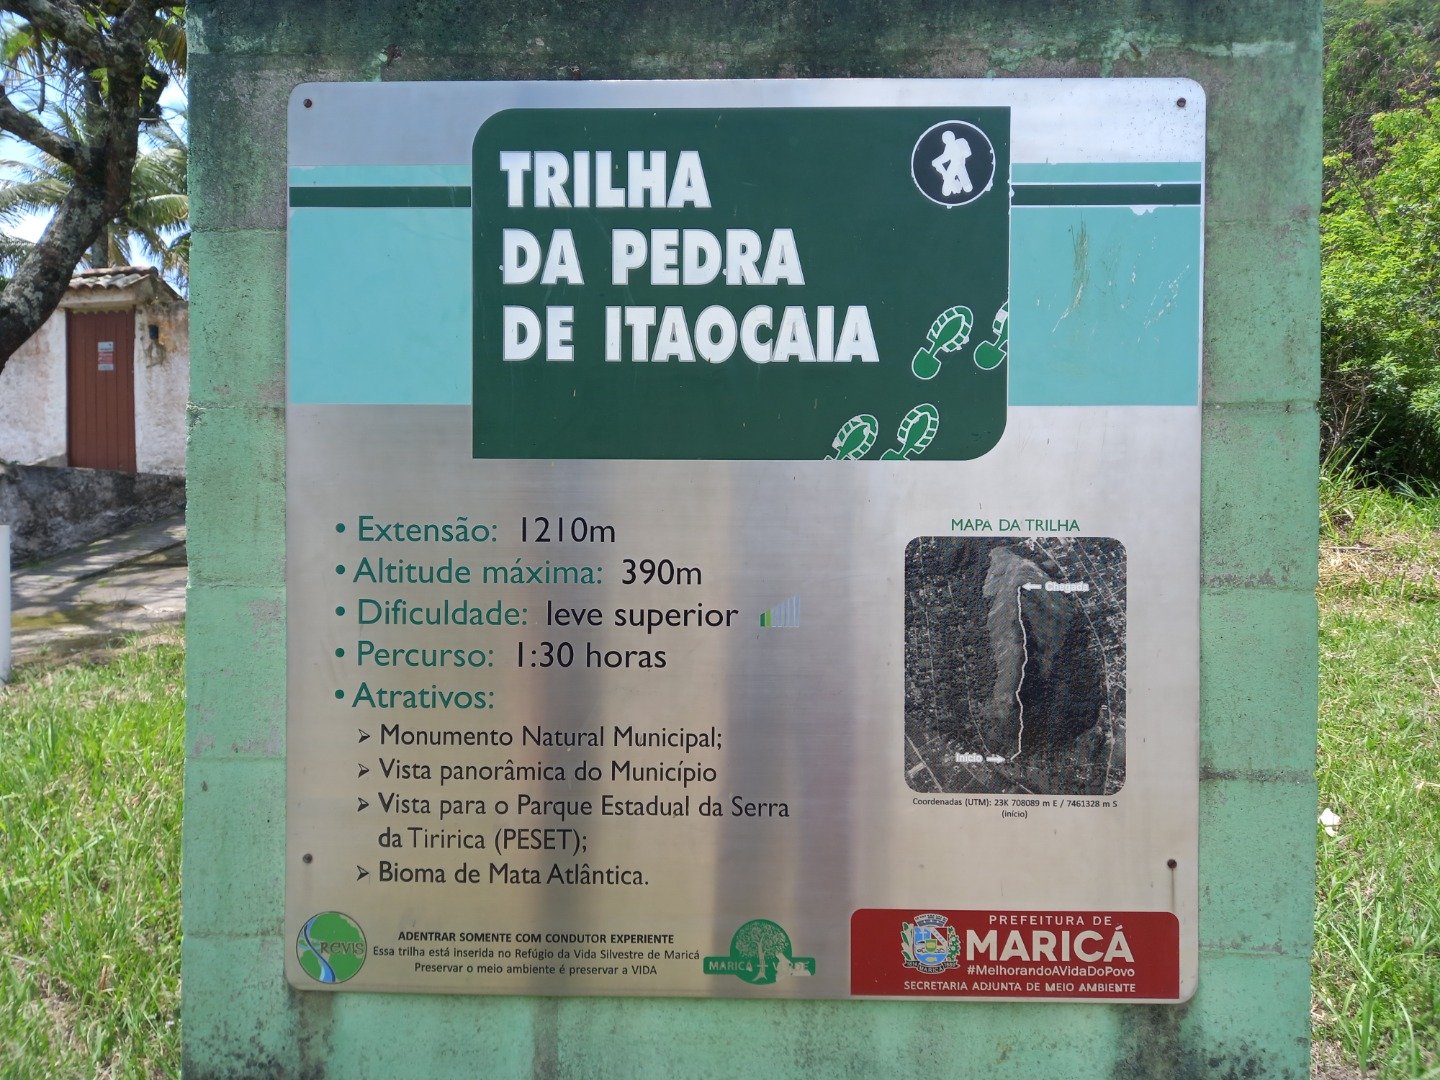 TRILHA
DA PEDRA
DE ITAOCAIA
• Extensão: 1210m
• Altitude máxima: 390m
• Dificuldade: leve superior
• Percurso: 1:30 horas
• Atrativos:
➢ Monumento Natural Municipal;
➢ Vista panorâmica do Município
➢ Vista para o Parque Estadual da Serra
da Tiririca (PESET);
➢ Bioma de Mata Atlântica.
MAPA DA TRILHA
Chegada
Início
Coordenadas (UTM): 23K 708089 m E / 7461328 m S
(início)
REVIS
ADENTRAR SOMENTE COM CONDUTOR EXPERIENTE
Essa trilha está inserida no Refúgio da Vida Silvestre de Maricá
Preservar o meio ambiente é preservar a VIDA
MARICÁ
PREFEITURA DE
MARICÁ
#MelhorandoAVidaDoPovo
SECRETARIA ADJUNTA DE MEIO AMBIENTE